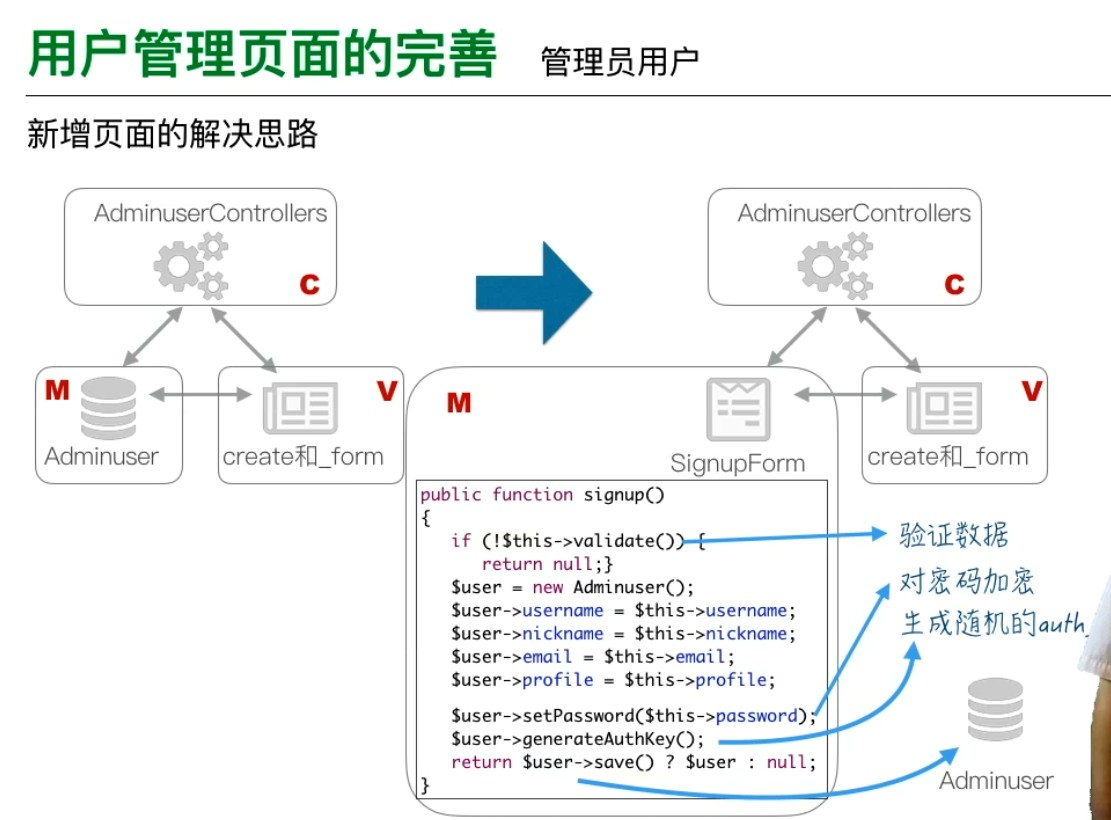 用户管理页面的完善 管理员用户
新增页面的解决思路
AdminuserControllers
C
M
Adminuser
V
create和_form
AdminuserControllers
C
M
SignupForm
V
create和_form
public function signup()
{
if (!$this->validate()) {
return null;}
$user = new Adminuser();
$user->username = $this->username;
$user->nickname = $this->nickname;
$user->email = $this->email;
$user->profile = $this->profile;
$user->setPassword($this->password);
$user->generateAuthKey();
return $user->save() ? $user : null;
}
验证数据
对密码加密
生成随机的auth_
Adminuser